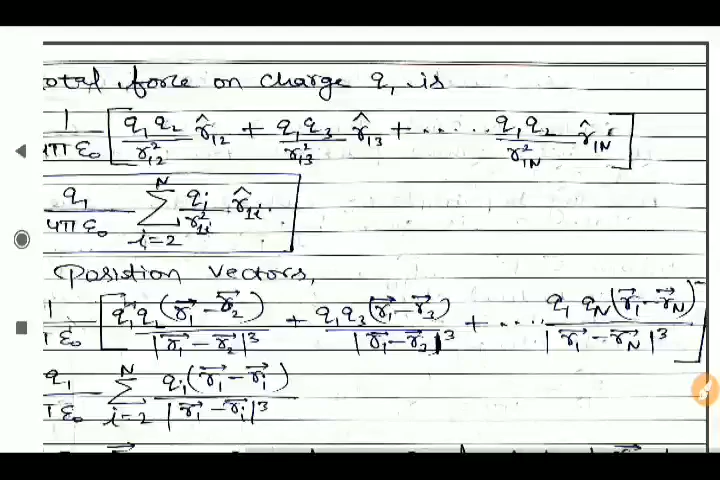 otal force on charge q₁ is
1/4πε₀ [ q₁q₂/r₁₂² r̂₁₂ + q₁q₃/r₁₃² r̂₁₃ + ...... q₁q₂/r₁N² r̂₁N ]
q₁/4πε₀ Σ_{i=2}^{N} qᵢ/r₁ᵢ² r̂₁ᵢ
Position Vectors,
1/πε₀ [ q₁q₂(r⃗₁ - r⃗₂)/|r⃗₁ - r⃗₂|³ + q₁q₃(r⃗₁ - r⃗₃)/|r⃗₁ - r⃗₃|³ + .... q₁qN(r⃗₁ - r⃗N)/|r⃗₁ - r⃗N|³ ]
q₁/πε₀ Σ_{i=2}^{N} qᵢ(r⃗₁ - r⃗ᵢ)/|r⃗₁ - r⃗ᵢ|³